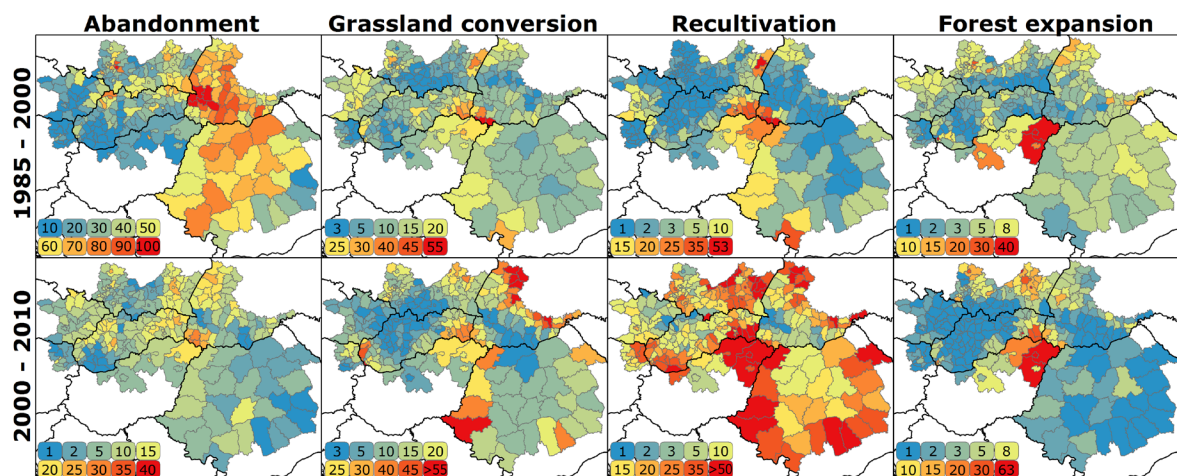 Abandonment Grassland conversion Recultivation Forest expansion
1985 - 2000
10 20 30 40 50
60 70 80 90 100
3 5 10 15 20
25 30 40 45 55
1 2 3 5 10
15 20 25 35 53
1 2 3 5 8
10 15 20 30 40
2000 - 2010
1 2 5 10 15
20 25 30 35 40
3 5 10 15 20
25 30 40 45 >55
1 2 3 5 10
15 20 25 35 >50
1 2 3 5 8
10 15 20 30 63